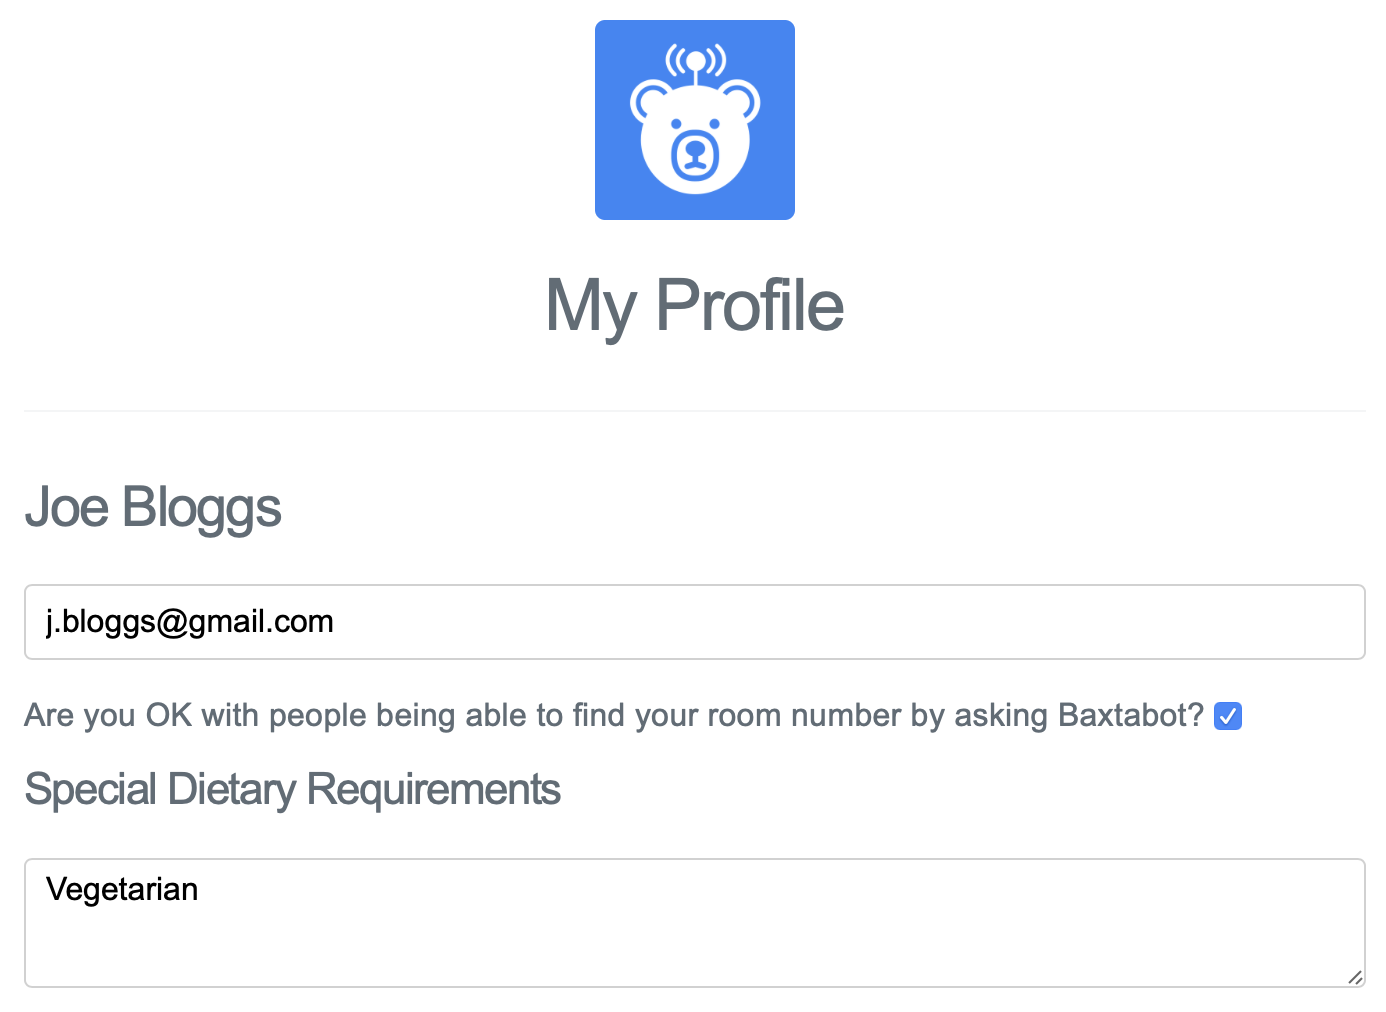 My Profile
Joe Bloggs
j.bloggs@gmail.com
Are you OK with people being able to find your room number by asking Baxtabot?
Special Dietary Requirements
Vegetarian